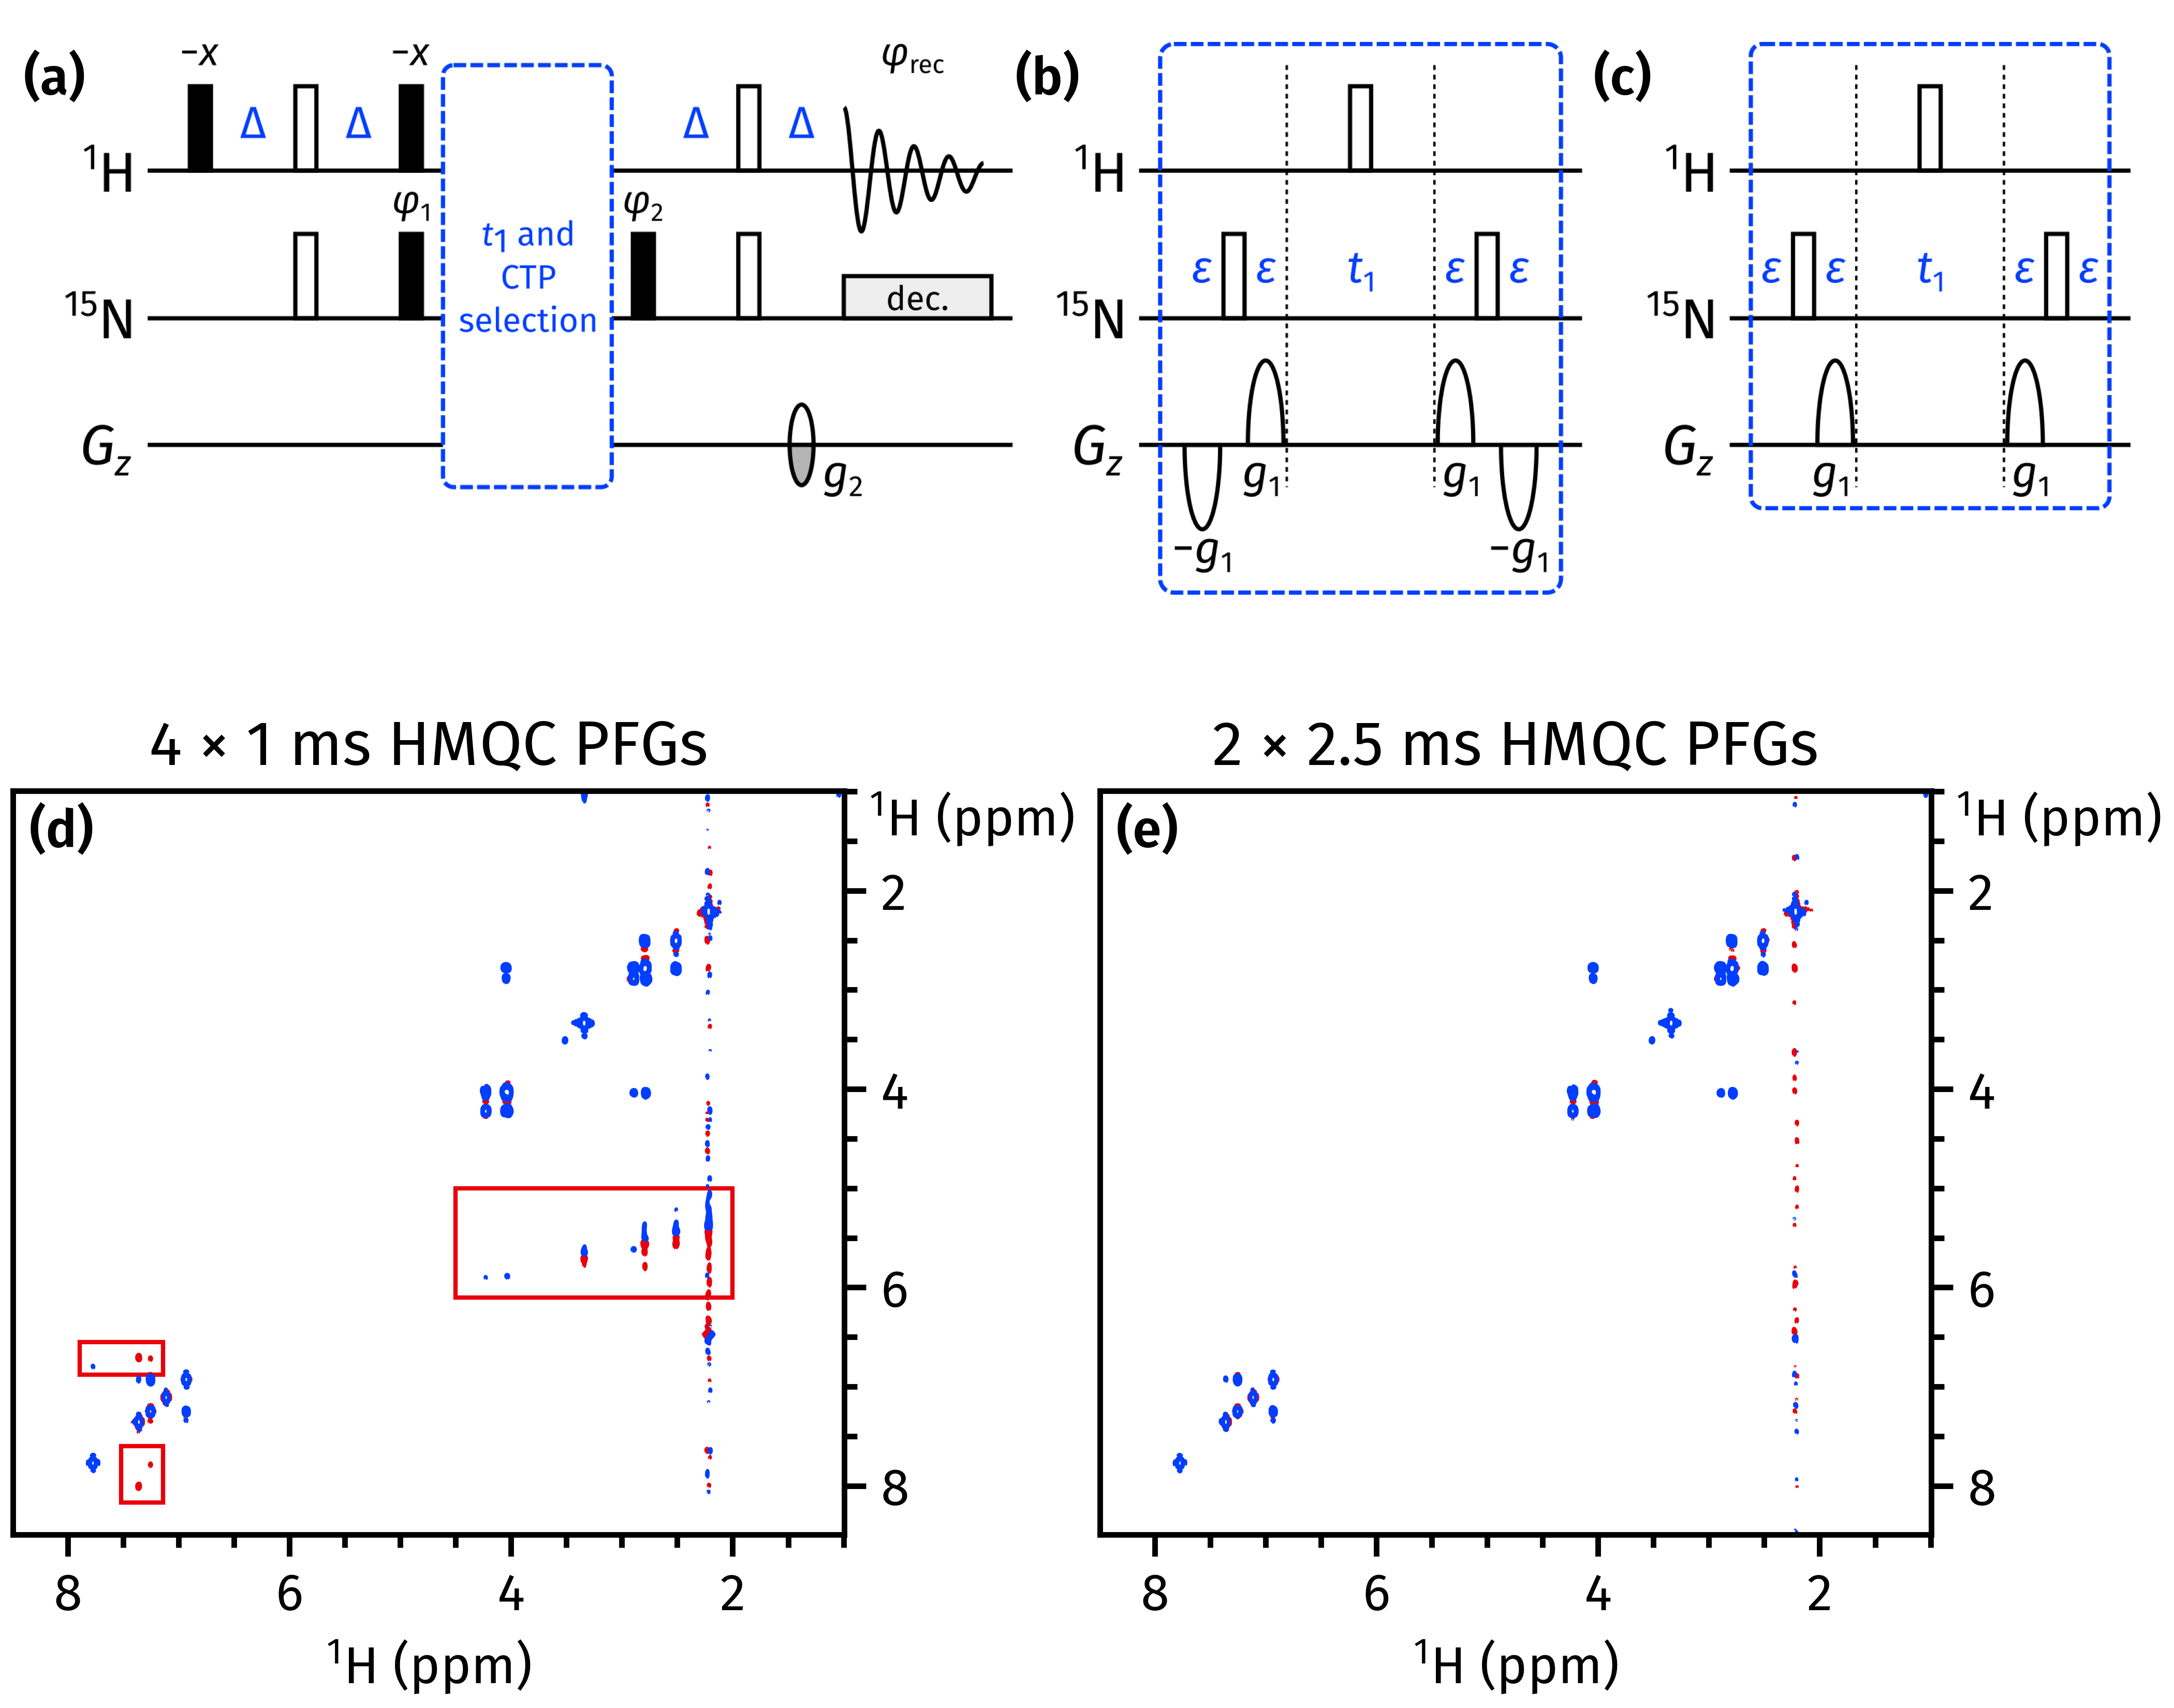 (a)
−x
−x
φrec
Δ
Δ
Δ
Δ
¹H
φ₁
φ₂
t₁ and
CTP
selection
¹⁵N
dec.
Gz
g₂
(b)
¹H
ε
ε
t₁
ε
ε
¹⁵N
Gz
g₁
g₁
−g₁
−g₁
(c)
¹H
ε
ε
t₁
ε
ε
¹⁵N
Gz
g₁
g₁
4 × 1 ms HMQC PFGs
(d)
¹H (ppm)
2
4
6
8
8
6
4
2
¹H (ppm)
2 × 2.5 ms HMQC PFGs
(e)
¹H (ppm)
2
4
6
8
8
6
4
2
¹H (ppm)